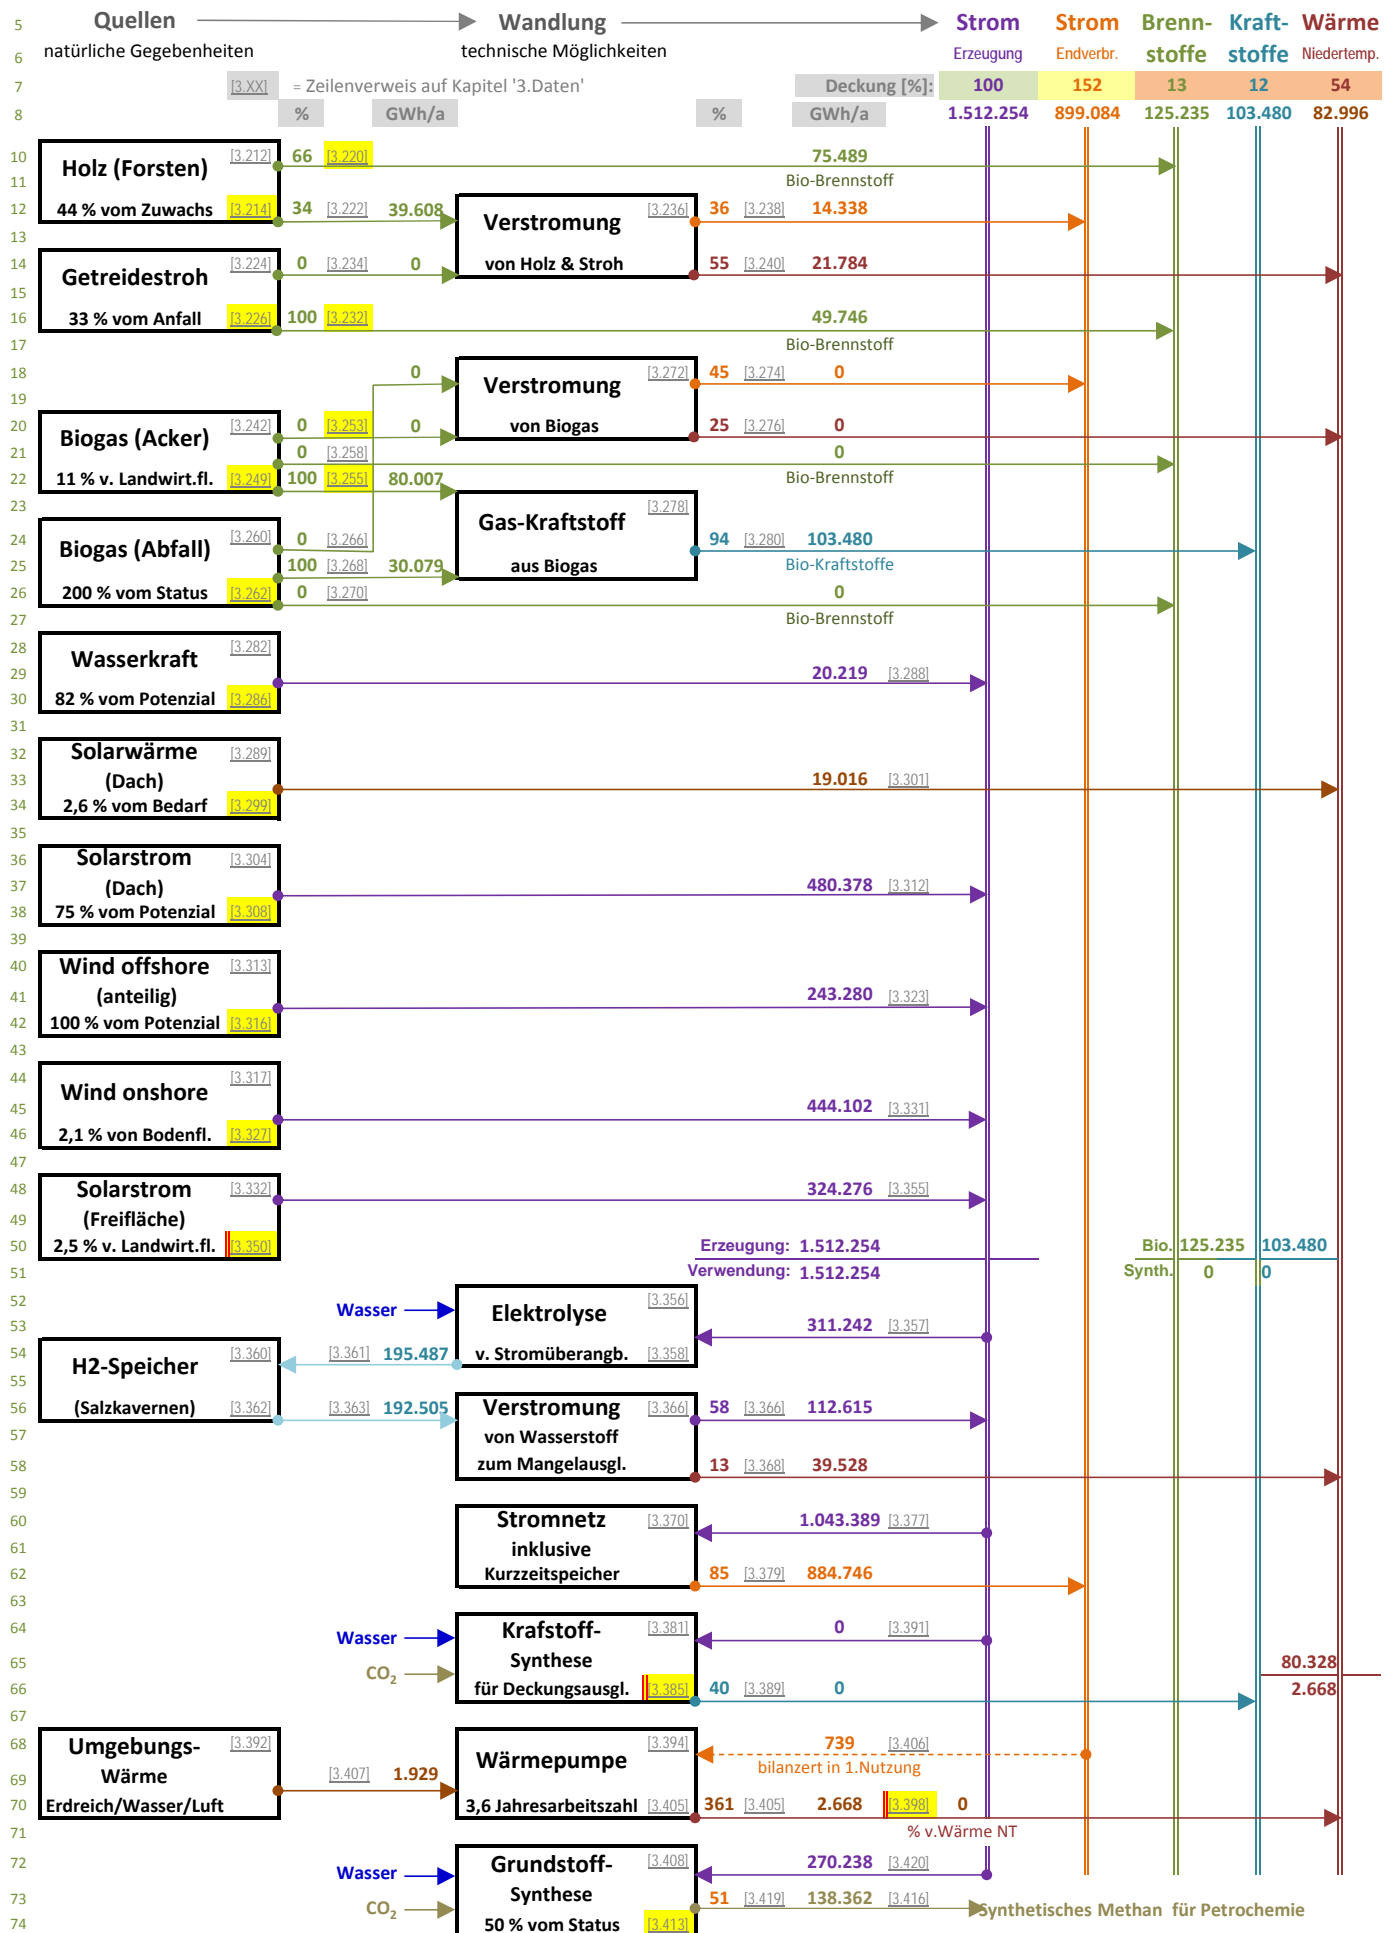 5 Quellen Wandlung Strom Strom Brenn- Kraft- Wärme
6 natürliche Gegebenheiten technische Möglichkeiten Erzeugung Endverbr. stoffe stoffe Niedertemp.
7 [3.XX] = Zeilenverweis auf Kapitel '3.Daten' Deckung [%]: 100 152 13 12 54
8 % GWh/a % GWh/a 1.512.254 899.084 125.235 103.480 82.996
10 Holz (Forsten) [3.212] 66 [3.220] 75.489
11 Bio-Brennstoff
12 44 % vom Zuwachs [3.214] 34 [3.222] 39.608 Verstromung [3.236] 36 [3.238] 14.338
13
14 Getreidestroh [3.224] 0 [3.234] 0 von Holz & Stroh 55 [3.240] 21.784
15
16 33 % vom Anfall [3.226] 100 [3.232] 49.746
17 Bio-Brennstoff
18 0 Verstromung [3.272] 45 [3.274] 0
19
20 Biogas (Acker) [3.242] 0 [3.253] 0 von Biogas 25 [3.276] 0
21 0 [3.258] 0
22 11 % v. Landwirt.fl. [3.249] 100 [3.255] 80.007 Bio-Brennstoff
23 Gas-Kraftstoff [3.278]
24 Biogas (Abfall) [3.260] 0 [3.266] 94 [3.280] 103.480
25 100 [3.268] 30.079 aus Biogas Bio-Kraftstoffe
26 200 % vom Status [3.262] 0 [3.270] 0
27 Bio-Brennstoff
28 Wasserkraft [3.282]
29 20.219 [3.288]
30 82 % vom Potenzial [3.286]
31
32 Solarwärme [3.289]
33 (Dach) 19.016 [3.301]
34 2,6 % vom Bedarf [3.299]
35
36 Solarstrom [3.304]
37 (Dach) 480.378 [3.312]
38 75 % vom Potenzial [3.308]
39
40 Wind offshore [3.313]
41 (anteilig) 243.280 [3.323]
42 100 % vom Potenzial [3.316]
43
44 Wind onshore [3.317]
45 444.102 [3.331]
46 2,1 % von Bodenfl. [3.327]
47
48 Solarstrom [3.332] 324.276 [3.355]
49 (Freifläche)
50 2,5 % v. Landwirt.fl. [3.350] Erzeugung: 1.512.254 Bio. 125.235 103.480
51 Verwendung: 1.512.254 Synth. 0 0
52 Wasser Elektrolyse [3.356]
53 311.242 [3.357]
54 H2-Speicher [3.360] [3.361] 195.487 v. Stromüberangb. [3.358]
55
56 (Salzkavernen) [3.362] [3.363] 192.505 Verstromung [3.366] 58 [3.366] 112.615
57 von Wasserstoff
58 zum Mangelausgl. 13 [3.368] 39.528
59
60 Stromnetz [3.370] 1.043.389 [3.377]
61 inklusive
62 Kurzzeitspeicher 85 [3.379] 884.746
63
64 Wasser Krafstoff- [3.381] 0 [3.391]
65 CO2 Synthese 80.328
66 für Deckungsausgl. [3.385] 40 [3.389] 0 2.668
67
68 Umgebungs- [3.392] Wärmepumpe [3.394] 739 [3.406]
69 Wärme [3.407] 1.929 bilanzert in 1.Nutzung
70 Erdreich/Wasser/Luft 3,6 Jahresarbeitszahl [3.405] 361 [3.405] 2.668 [3.398] 0
71 % v.Wärme NT
72 Wasser Grundstoff- [3.408] 270.238 [3.420]
73 CO2 Synthese 51 [3.419] 138.362 [3.416] Synthetisches Methan für Petrochemie
74 50 % vom Status [3.413]